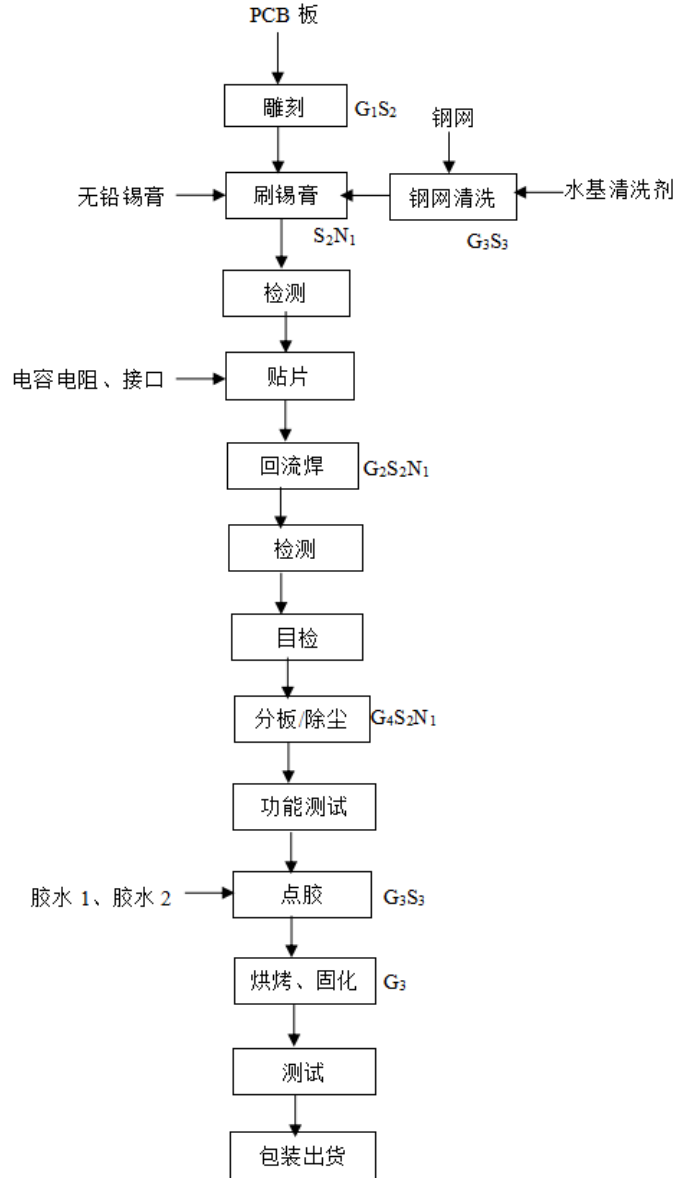 PCB 板
雕刻
G₁S₂
钢网
无铅锡膏
刷锡膏
钢网清洗
水基清洗剂
S₂N₁
G₃S₃
检测
电容电阻、接口
贴片
回流焊
G₂S₂N₁
检测
目检
分板/除尘
G₄S₂N₁
功能测试
胶水 1、胶水 2
点胶
G₃S₃
烘烤、固化
G₃
测试
包装出货